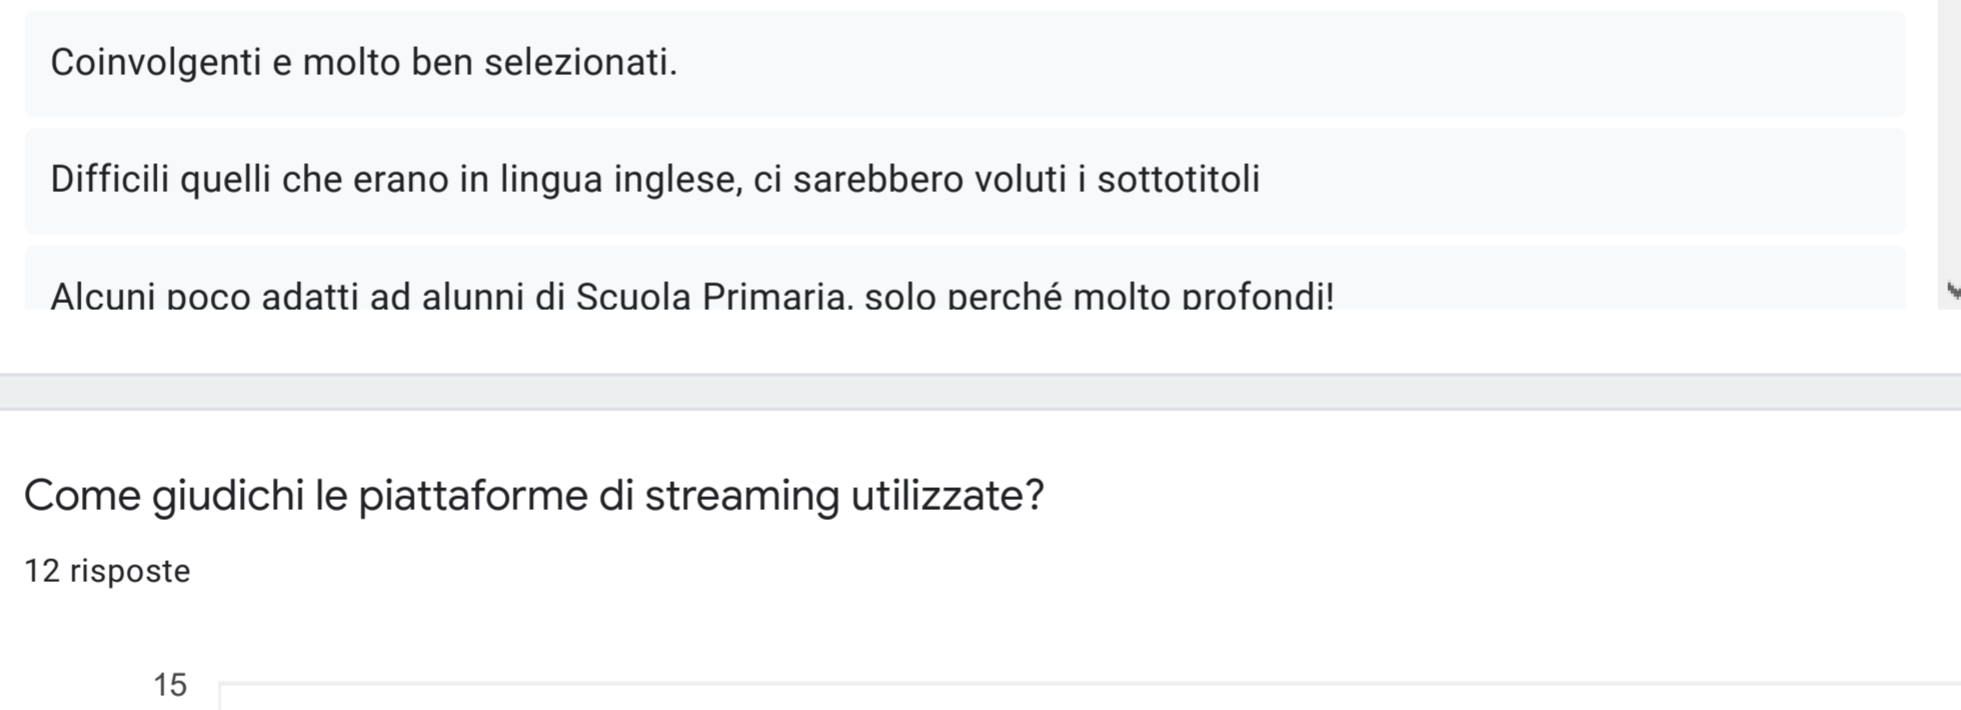 Coinvolgenti e molto ben selezionati.
Difficili quelli che erano in lingua inglese, ci sarebbero voluti i sottotitoli
Alcuni poco adatti ad alunni di Scuola Primaria, solo perché molto profondi!
Come giudichi le piattaforme di streaming utilizzate?
12 risposte
15